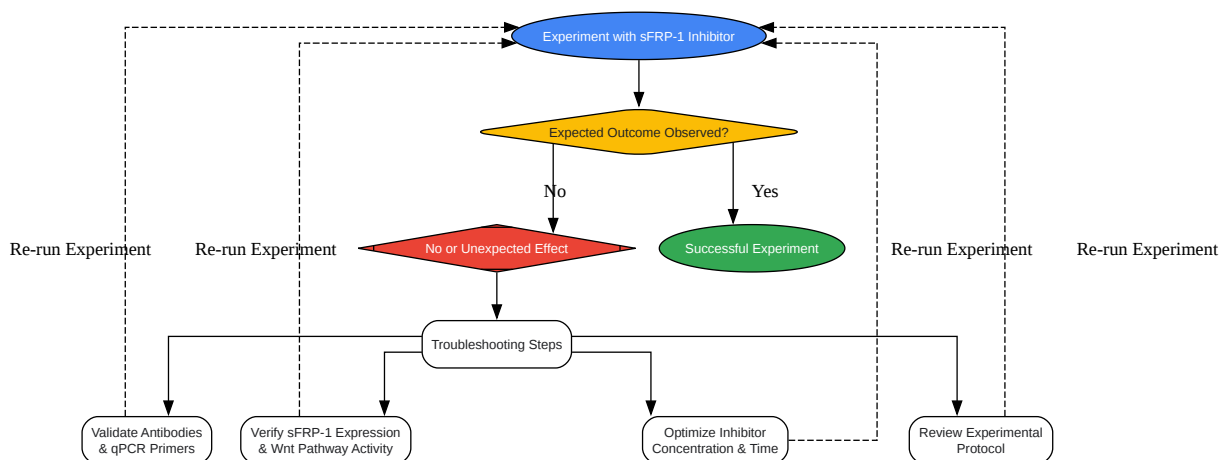 Experiment with sFRP-1 Inhibitor
Expected Outcome Observed?
No
Yes
Re-run Experiment
Re-run Experiment
No or Unexpected Effect
Successful Experiment
Re-run Experiment
Re-run Experiment
Troubleshooting Steps
Validate Antibodies
& qPCR Primers
Verify sFRP-1 Expression
& Wnt Pathway Activity
Optimize Inhibitor
Concentration & Time
Review Experimental
Protocol